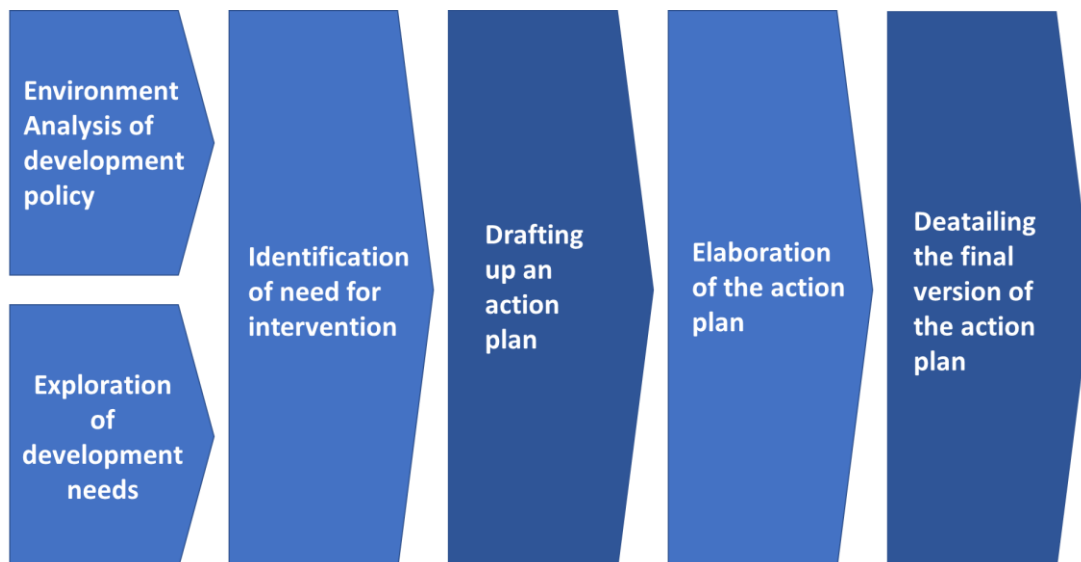 Environment
Analysis of
development
policy
Exploration
of
development
needs
Identification
of need for
intervention
Drafting
up an
action
plan
Elaboration
of the action
plan
Deatailing
the final
version of
the action
plan